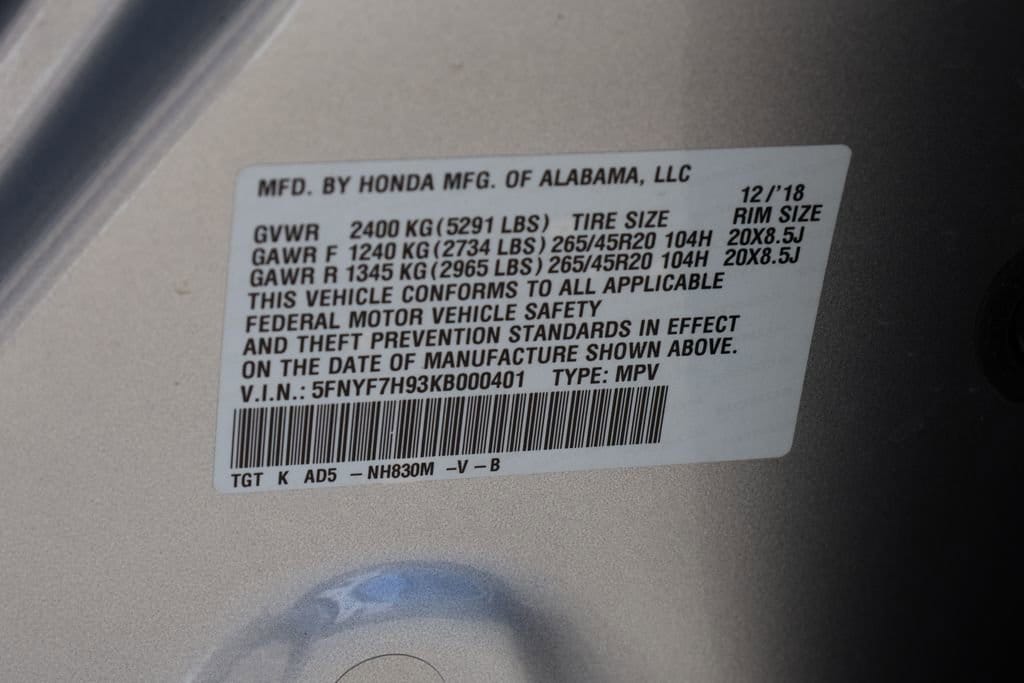 MFD. BY HONDA MFG. OF ALABAMA, LLC
12/'18
GVWR 2400 KG (5291 LBS) TIRE SIZE RIM SIZE
GAWR F 1240 KG (2734 LBS) 265/45R20 104H 20X8.5J
GAWR R 1345 KG (2965 LBS) 265/45R20 104H 20X8.5J
THIS VEHICLE CONFORMS TO ALL APPLICABLE
FEDERAL MOTOR VEHICLE SAFETY
AND THEFT PREVENTION STANDARDS IN EFFECT
ON THE DATE OF MANUFACTURE SHOWN ABOVE.
V.I.N.: 5FNYF7H93KB000401 TYPE: MPV
TGT K AD5 – NH830M –V – B